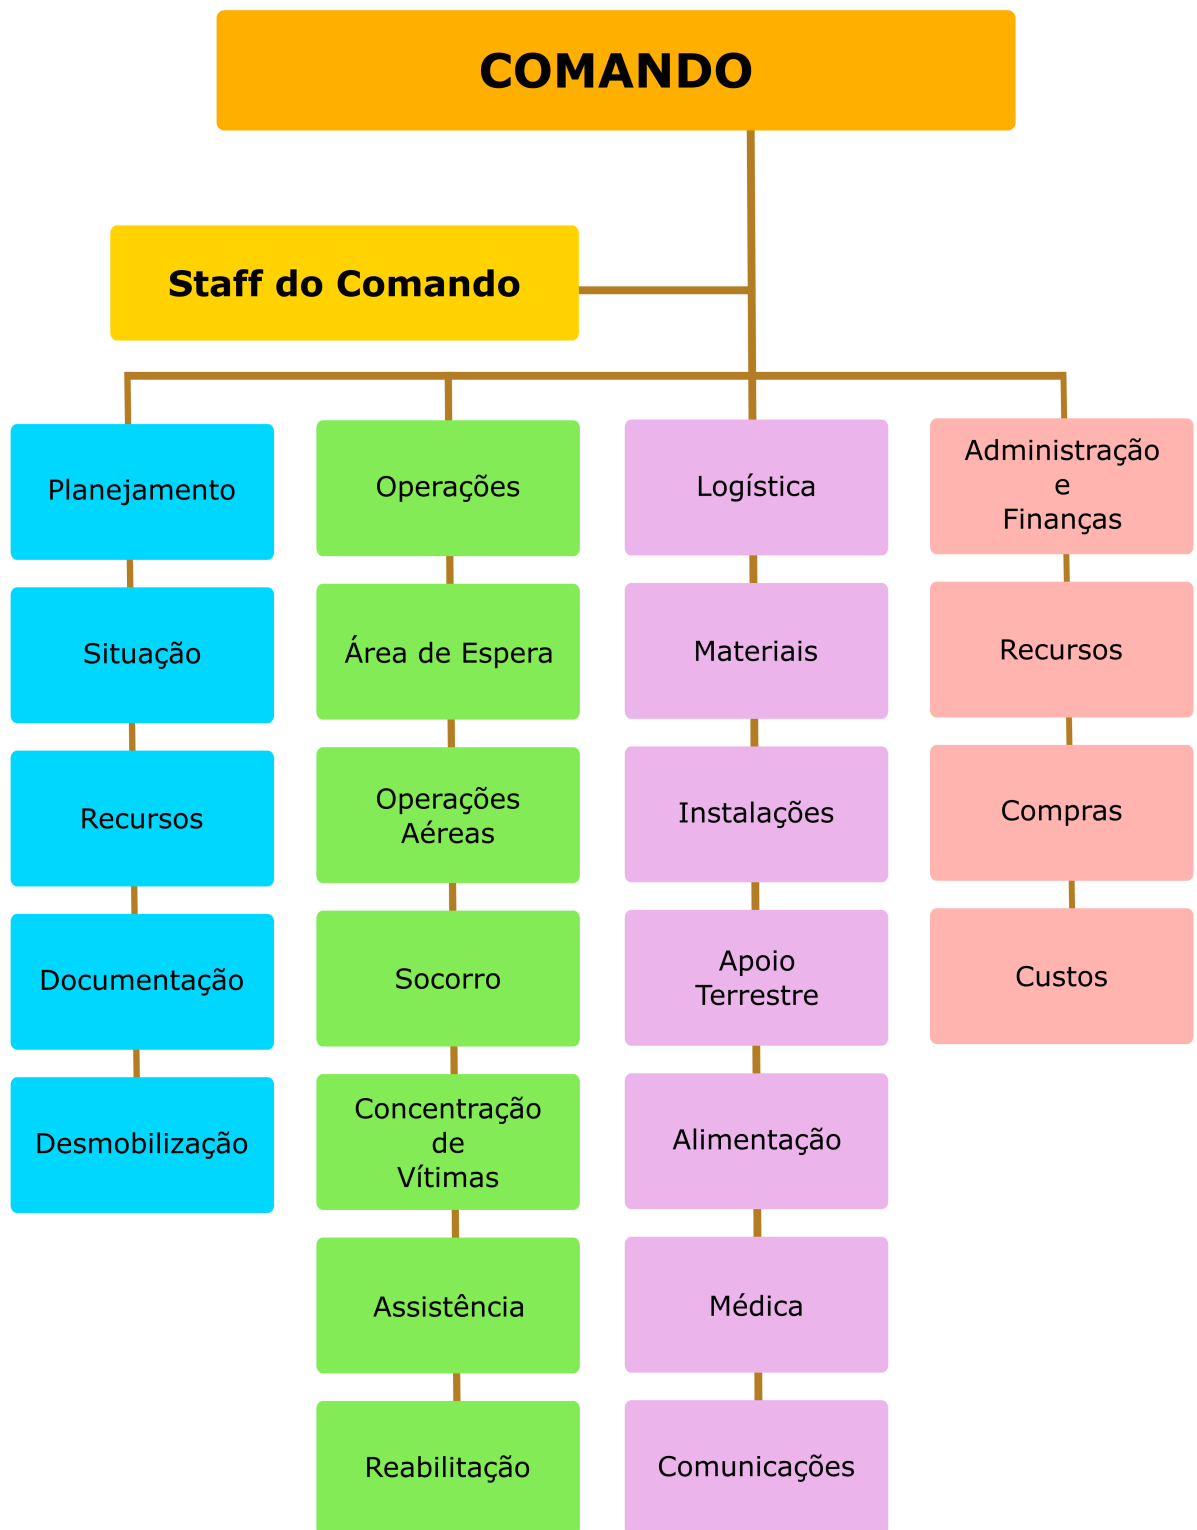 COMANDO
Staff do Comando
Planejamento
Situação
Recursos
Documentação
Desmobilização
Operações
Área de Espera
Operações
Aéreas
Socorro
Concentração
de
Vítimas
Assistência
Reabilitação
Logística
Materiais
Instalações
Apoio
Terrestre
Alimentação
Médica
Comunicações
Administração
e
Finanças
Recursos
Compras
Custos